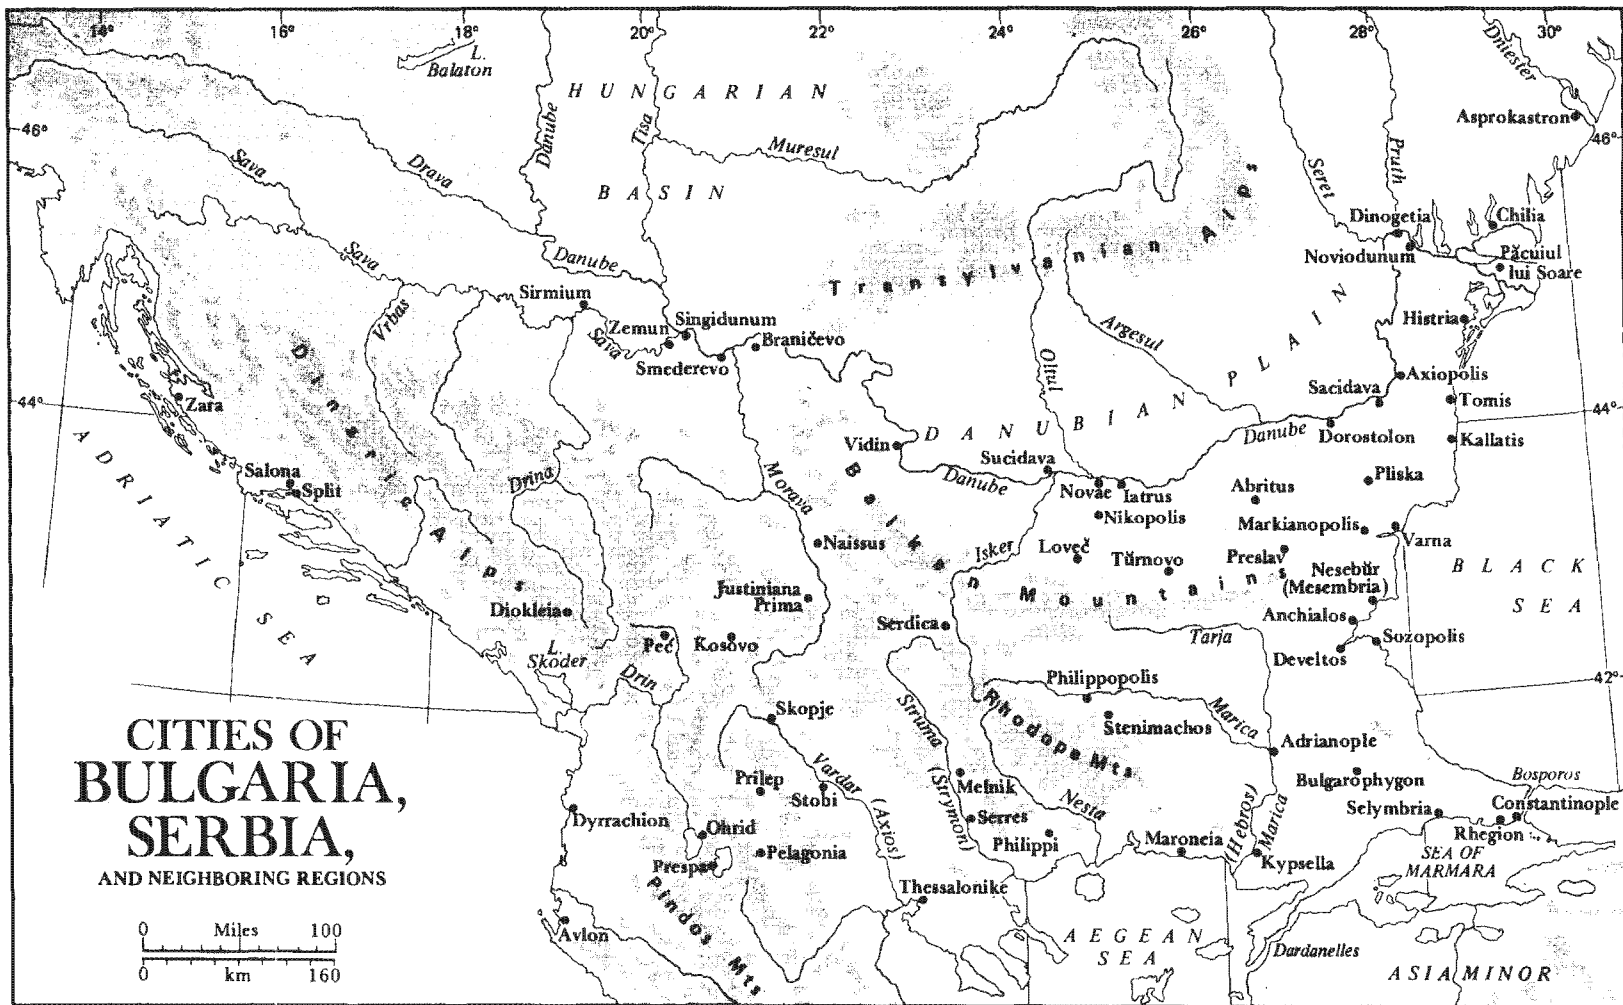 14° 16° 18° 20° 22° 24° 26° 28° 30°
L.
Balaton
HUNGARIAN
BASIN
Danube
Tisa
Muresul
Sava
Drava
Seret
Pruth
Dniester
Asprokastron
46° 46°
Dinogetia
Chilia
Noviodunum
Păcuiul
lui Soare
Transylvanian Alps
Sava
Danube
Sirmium
Zemun
Singidunum
Sava
Smederevo
Braničevo
Vrbas
Histria
Argesul
Oltul
Axiopolis
Sacidava
Tomis
44° 44°
Zara
Dinaric Alps
DANUBIAN PLAIN
Danube
Dorostolon
Kallatis
Vidin
Sucidava
Danube
Pliska
ADRIATIC SEA
Salona
Split
Drina
Morava
Balkan Mountains
Novae
Iatrus
Abritus
Nikopolis
Markianopolis
Varna
Naissus
Isker
Loveč
Tŭrnovo
Preslav
Nesebŭr
(Mesembria)
BLACK
SEA
Justiniana
Prima
Diokleia
Serdica
Anchialos
Tarja
Sozopolis
Develtos
L.
Skoder
Peć
Kosovo
Drin
42°
Philippopolis
Stenimachos
Marica
Rhodope Mts
Struma
(Strymon)
Skopje
Adrianople
Bulgarophygon
Bosporos
Constantinople
Selymbria
Rhegion
SEA OF
MARMARA
Prilep
Vardar
(Axios)
Stobi
Melnik
Nesta
Serres
Philippi
Maroneia
(Hebros)
Marica
Kypsella
Dyrrachion
Ohrid
Prespa
Pelagonia
Pindos Mts
Thessalonike
Avlon
AEGEAN
SEA
Dardanelles
ASIA MINOR
CITIES OF
BULGARIA,
SERBIA,
AND NEIGHBORING REGIONS
0 Miles 100
0 km 160